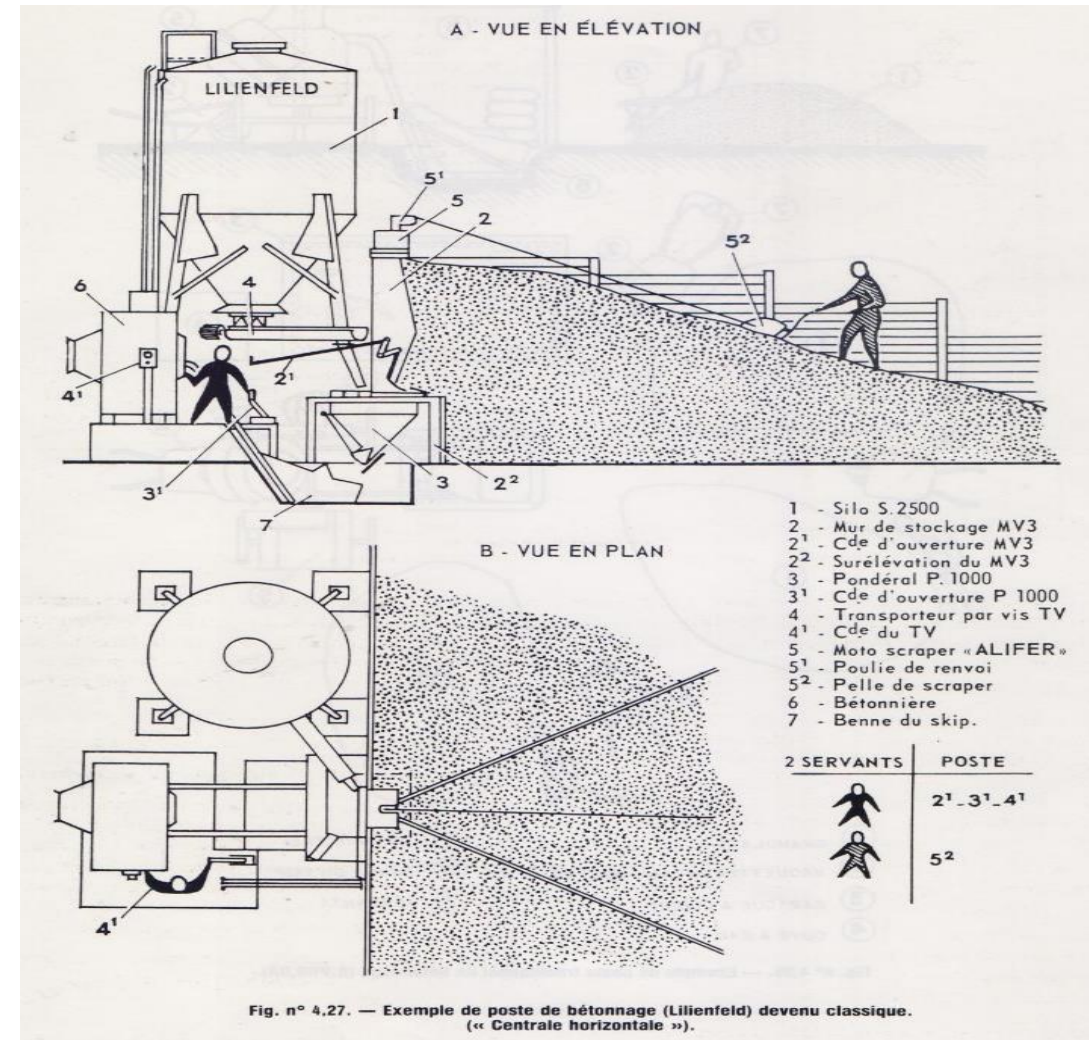 A - VUE EN ÉLÉVATION
LILIENFELD
1
5¹
5
2
5²
6
4
2¹
4¹
3¹
7
3
2²
B - VUE EN PLAN
4¹
1 - Silo S.2500
2 - Mur de stockage MV3
2¹ - Cde d'ouverture MV3
2² - Surélévation du MV3
3 - Pondéral P.1000
3¹ - Cde d'ouverture P 1000
4 - Transporteur par vis TV
4¹ - Cde du TV
5 - Moto scraper «ALIFER»
5¹ - Poulie de renvoi
5² - Pelle de scraper
6 - Bétonnière
7 - Benne du skip.
2 SERVANTS POSTE
2¹-3¹-4¹
5²
Fig. n° 4,27. — Exemple de poste de bétonnage (Lilienfeld) devenu classique.
(« Centrale horizontale »).